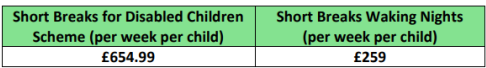 Short Breaks for Disabled Children Scheme (per week per child)
Short Breaks Waking Nights (per week per child)
£654.99
£259